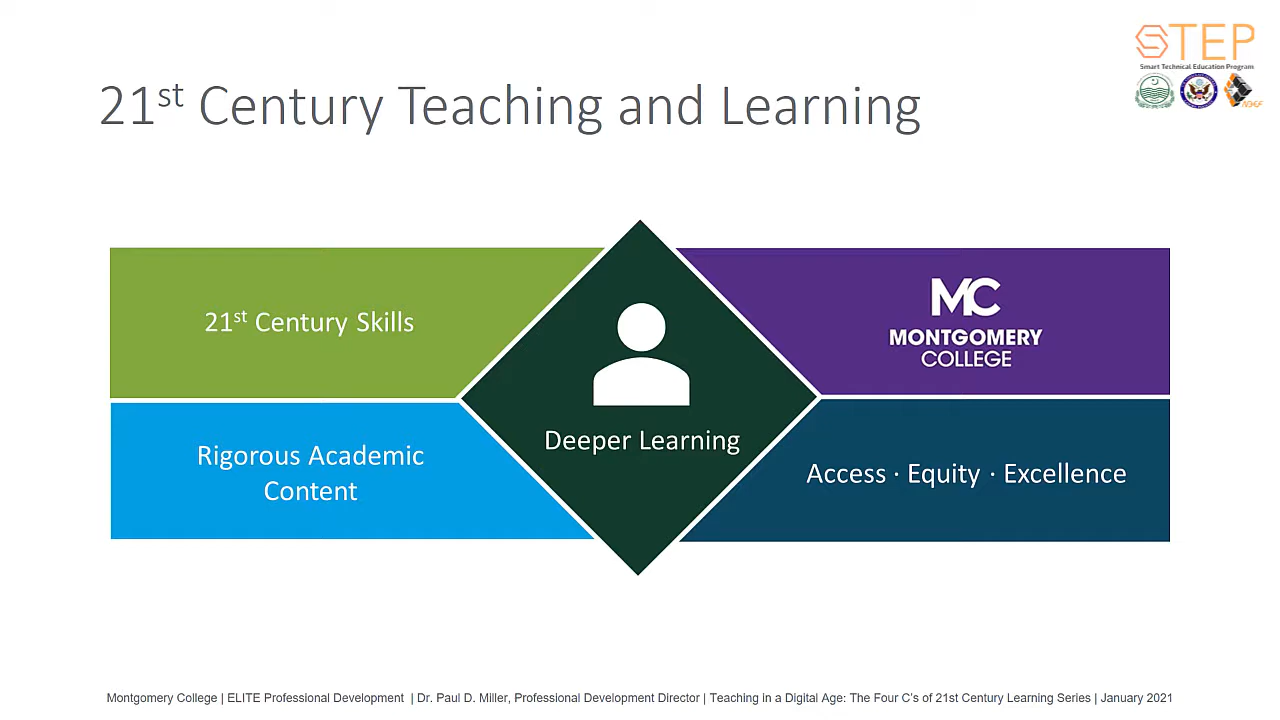 STEP
Smart Technical Education Program
21st Century Teaching and Learning
21st Century Skills
MC
MONTGOMERY
COLLEGE
Deeper Learning
Rigorous Academic
Content
Access · Equity · Excellence
Montgomery College | ELITE Professional Development | Dr. Paul D. Miller, Professional Development Director | Teaching in a Digital Age: The Four C's of 21st Century Learning Series | January 2021